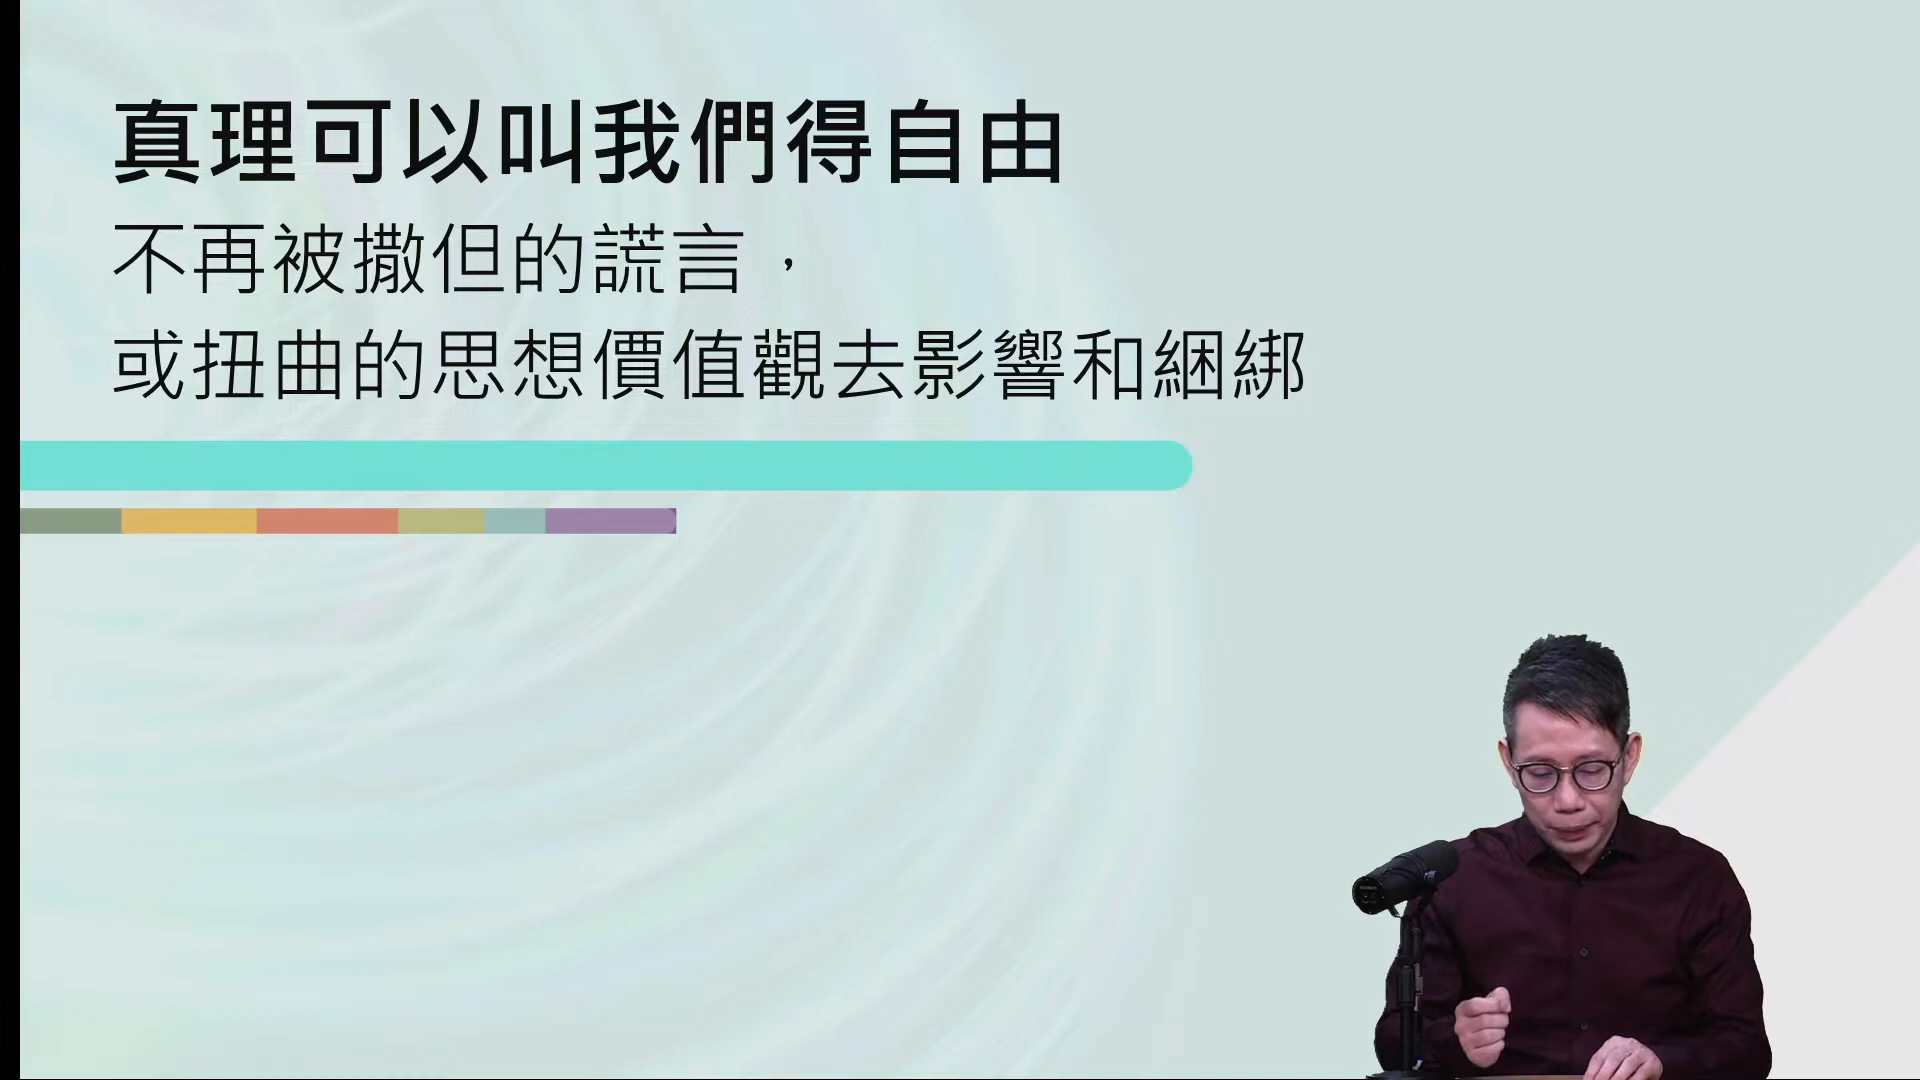 真理可以叫我們得自由
不再被撒但的謊言，
或扭曲的思想價值觀去影響和綑綁